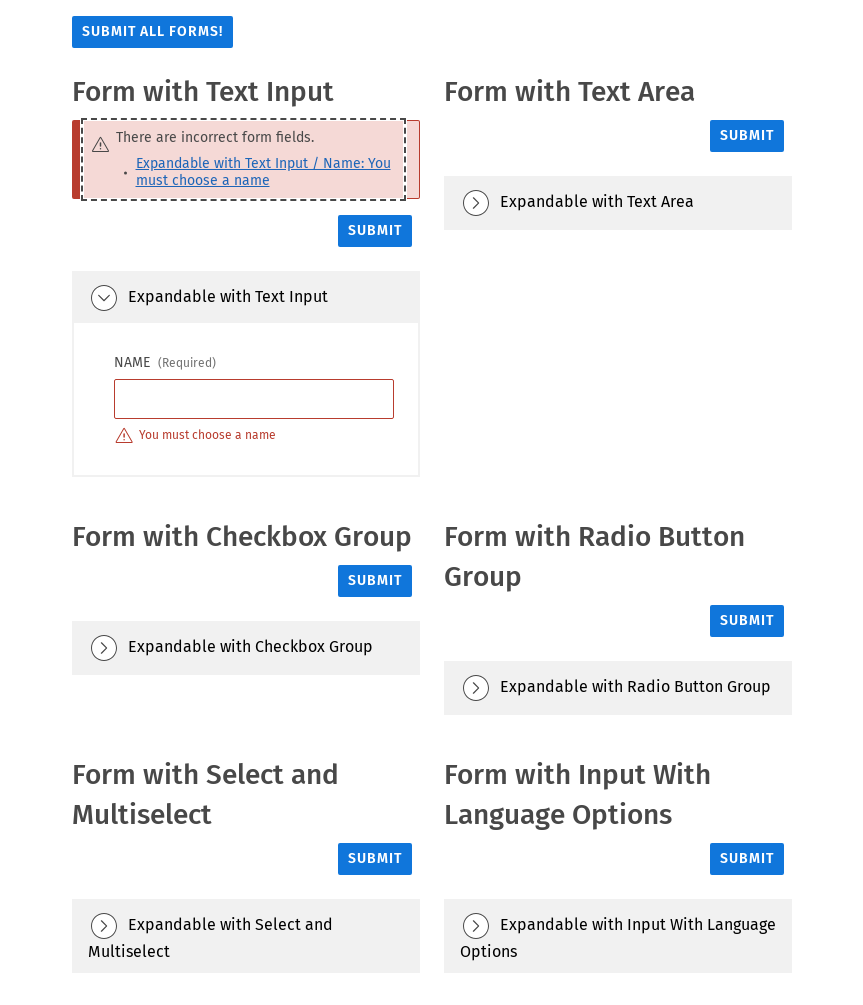 SUBMIT ALL FORMS!
Form with Text Input
There are incorrect form fields.
Expandable with Text Input / Name: You
must choose a name
SUBMIT
Expandable with Text Input
NAME (Required)
You must choose a name
Form with Text Area
SUBMIT
Expandable with Text Area
Form with Checkbox Group
SUBMIT
Expandable with Checkbox Group
Form with Radio Button
Group
SUBMIT
Expandable with Radio Button Group
Form with Select and
Multiselect
SUBMIT
Expandable with Select and
Multiselect
Form with Input With
Language Options
SUBMIT
Expandable with Input With Language
Options